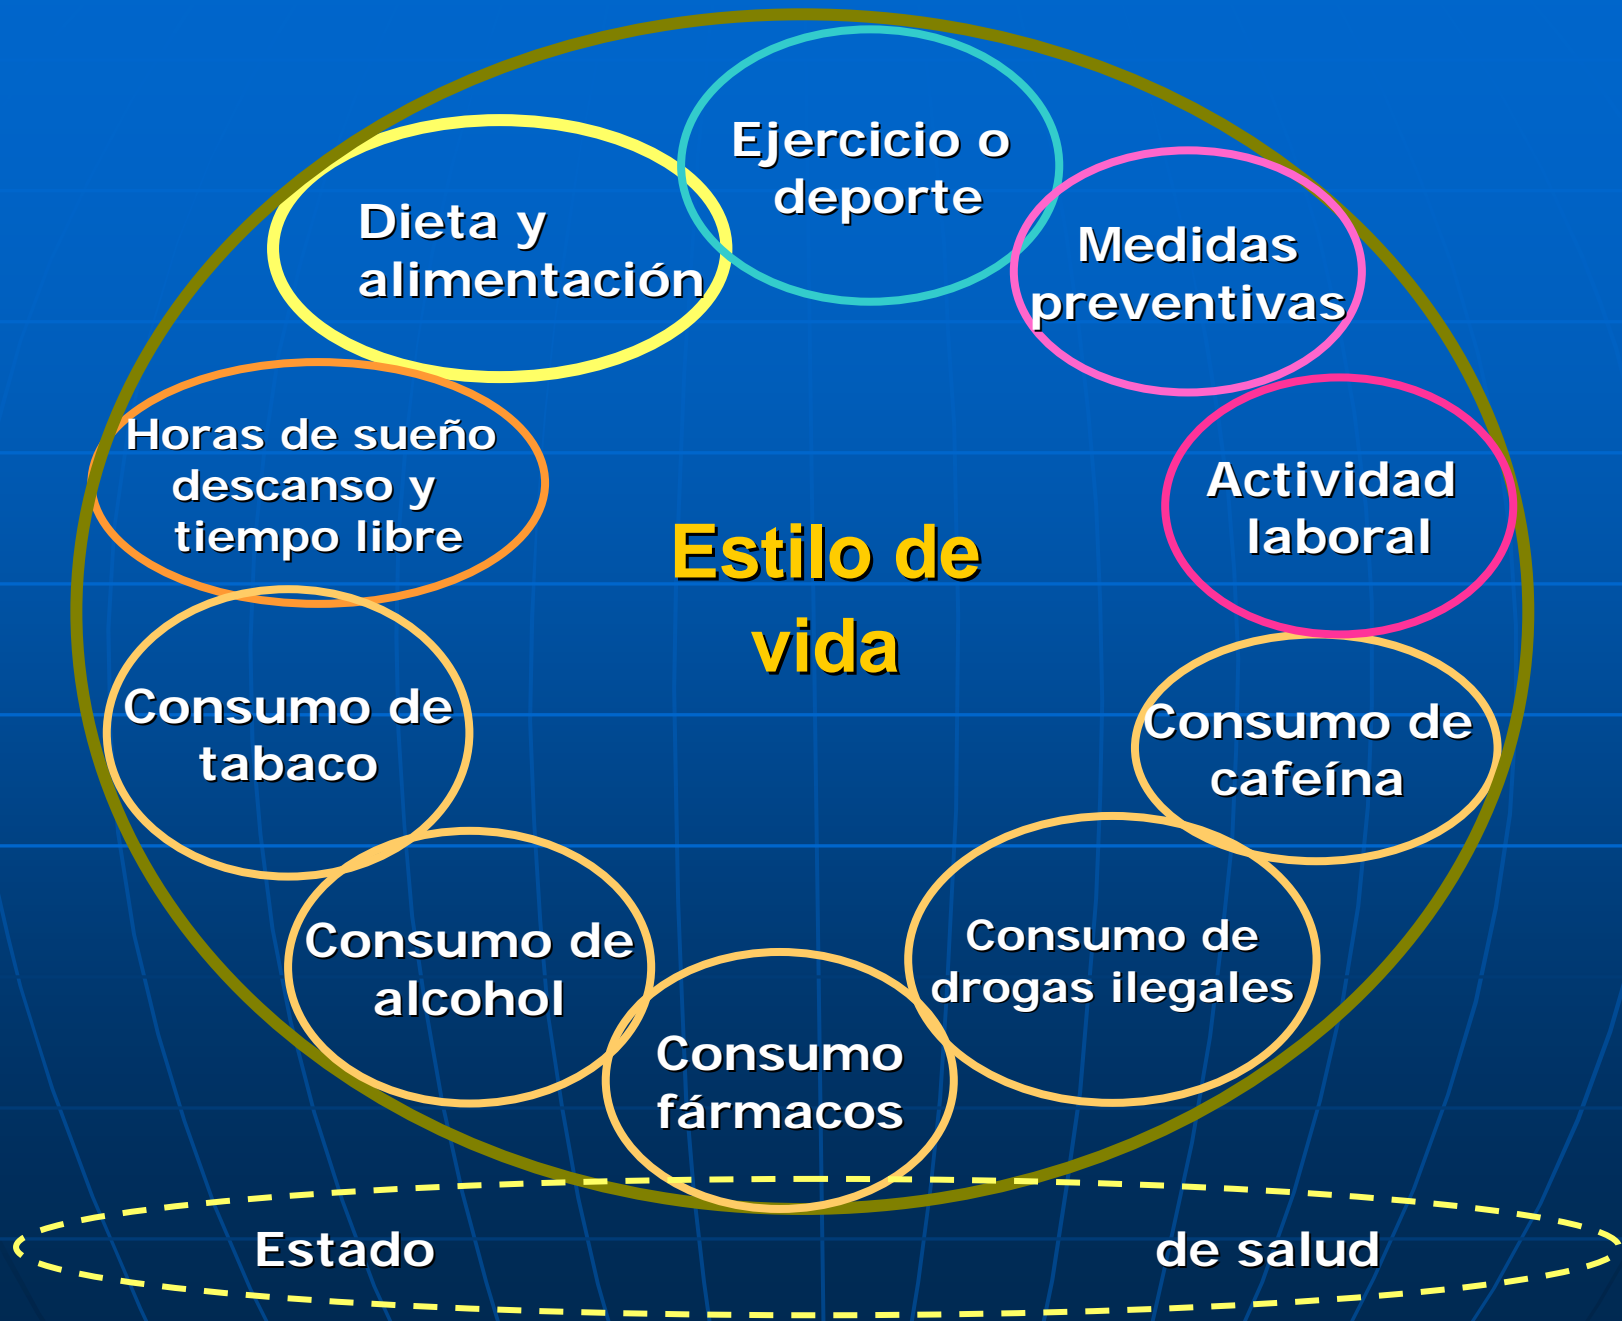 Ejercicio o
deporte
Dieta y
alimentación
Medidas
preventivas
Horas de sueño
descanso y
tiempo libre
Actividad
laboral
Estilo de
vida
Consumo de
tabaco
Consumo de
cafeína
Consumo de
alcohol
Consumo de
drogas ilegales
Consumo
fármacos
Estado de salud